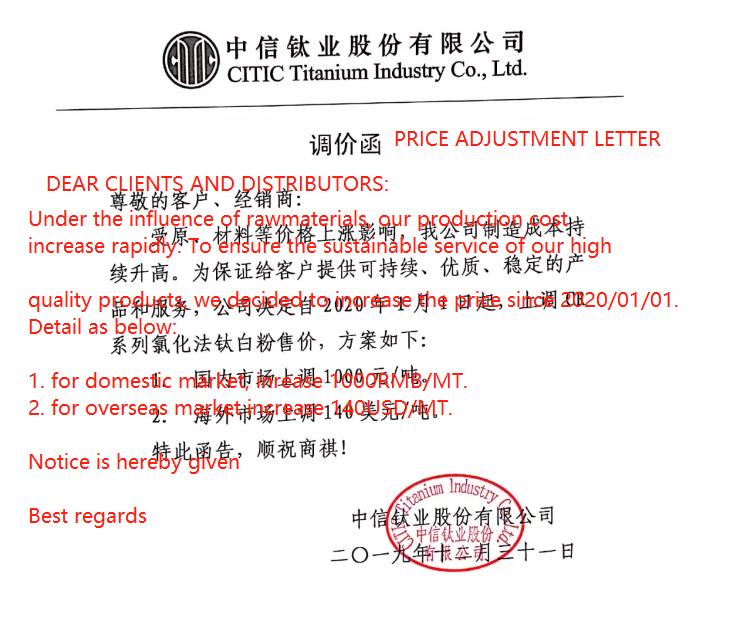 中信钛业股份有限公司
CITIC Titanium Industry Co., Ltd.
调价函 PRICE ADJUSTMENT LETTER
DEAR CLIENTS AND DISTRIBUTORS:
尊敬的客户、经销商:
Under the influence of rawmaterials, our production cost
受原、材料等价格上涨影响，我公司制造成本持
increase rapidly. To ensure the sustainable service of our high
续升高。为保证给客户提供可持续、优质、稳定的产
quality products, we decided to increase the price since 2020/01/01.
品和服务，公司决定自2020年1月1日起，上调
Detail as below:
系列氯化法钛白粉售价，方案如下:
1. for domestic market, inrease 1000RMB/MT.
1. 国内市场上调1000元/吨。
2. for overseas market increase 140USD/MT.
2: 海外市场上调140美元/吨。
特此函告，顺祝商祺!
Notice is hereby given
Best regards
中信钛业股份有限公司
CITIC Titanium Industry Co., Ltd
中信钛业股份
有限公司
二〇一九年十二月三十一日